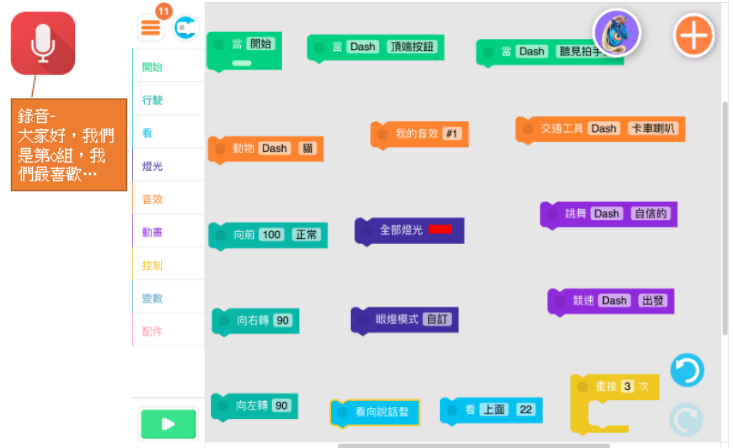 11
當 開始
當 Dash 頂端按鈕
當 Dash 聽見拍手
開始
行駛
看
燈光
音效
動畫
控制
變數
配件
錄音-
大家好，我們
是第o組，我
們最喜歡…
動物 Dash 貓
我的音效 #1
交通工具 Dash 卡車喇叭
向前 100 正常
全部燈光
跳舞 Dash 自信的
競速 Dash 出發
向右轉 90
眼燈模式 自訂
重複 3 次
向左轉 90
看向說話聲
看 上面 22